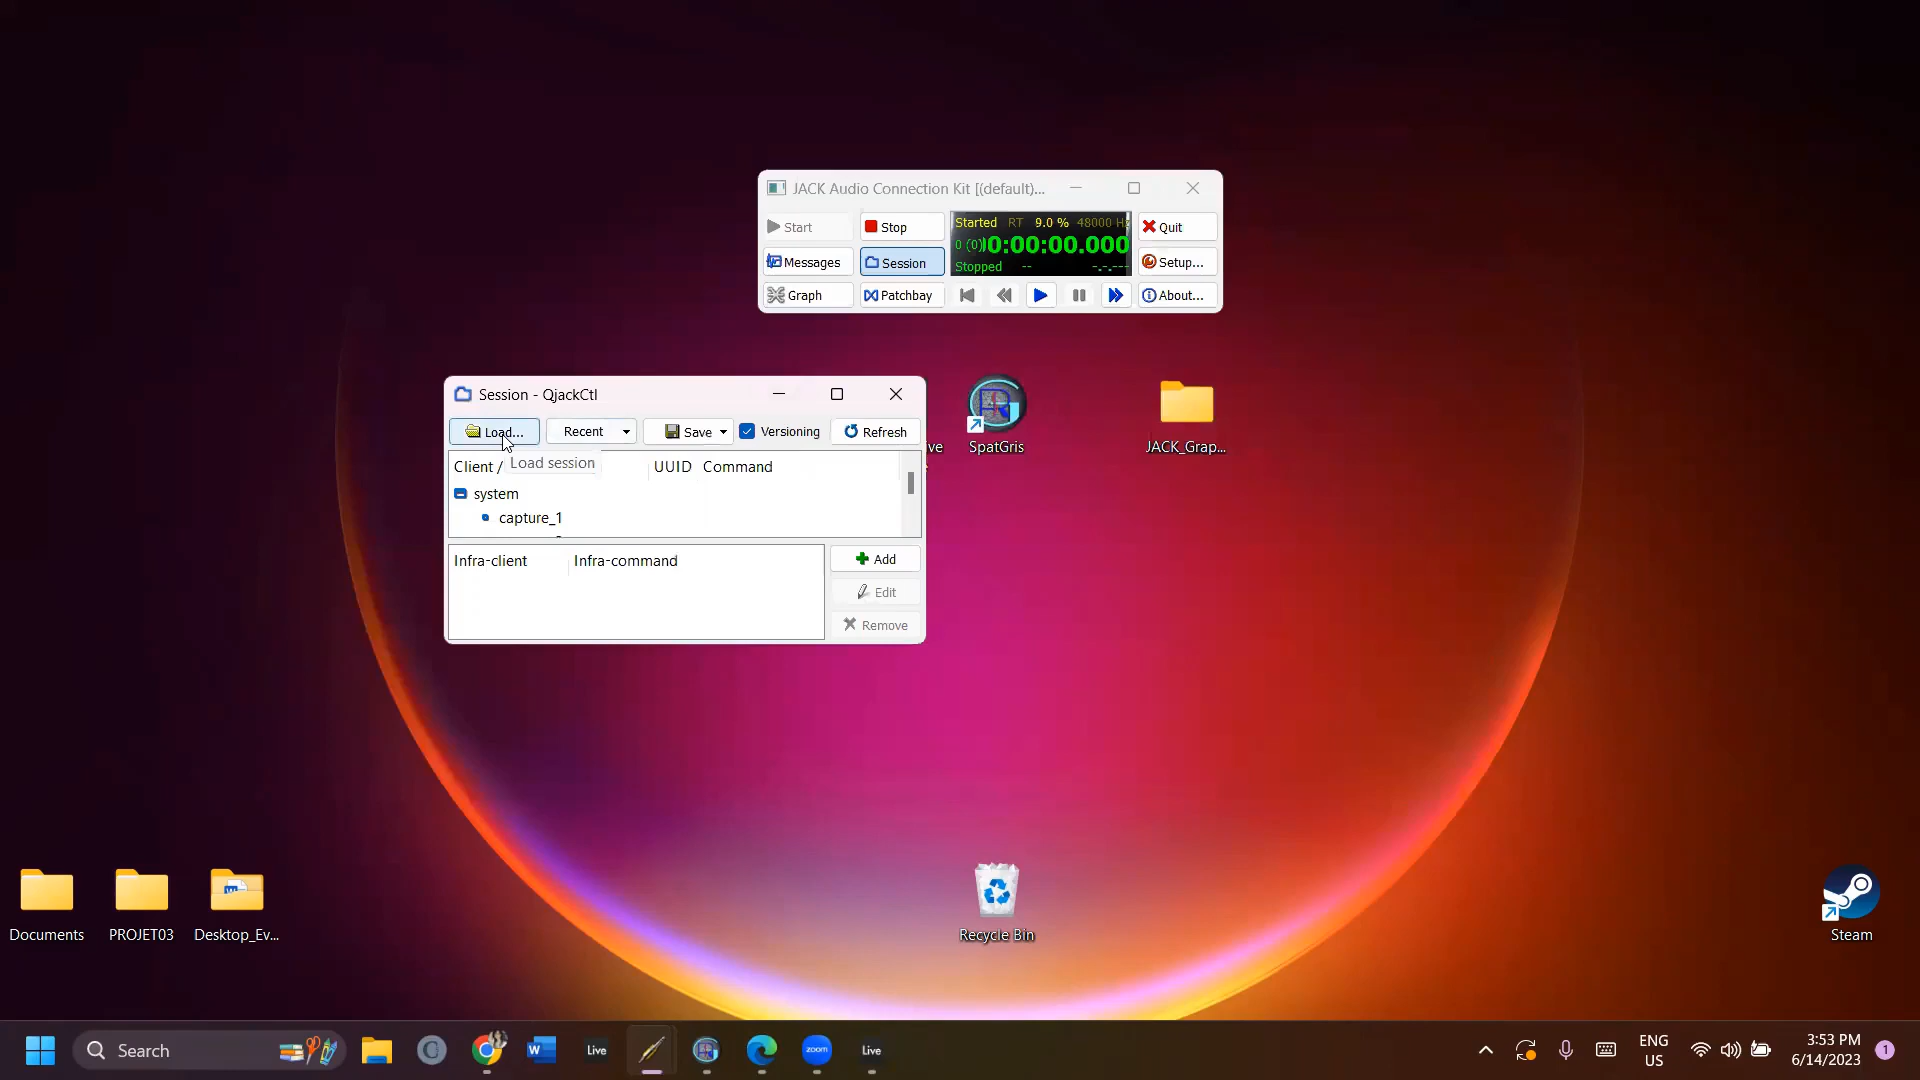 JACK Audio Connection Kit [(default)...
Start
Stop
Started RT 9.0 % 48000 Hz
Quit
0 (0)
0:00:00.000
Messages
Session
Setup...
Stopped -- -.-.---
Graph
Patchbay
About...
Session - QjackCtl
Load...
Recent
Save
Versioning
Refresh
Client /
Load session
UUID
Command
system
capture_1
Infra-client
Infra-command
Add
Edit
Remove
ive
SpatGris
JACK_Grap...
Documents
PROJET03
Desktop_Ev...
Recycle Bin
Steam
Search
Live
zoom
Live
ENG
US
3:53 PM
6/14/2023
1